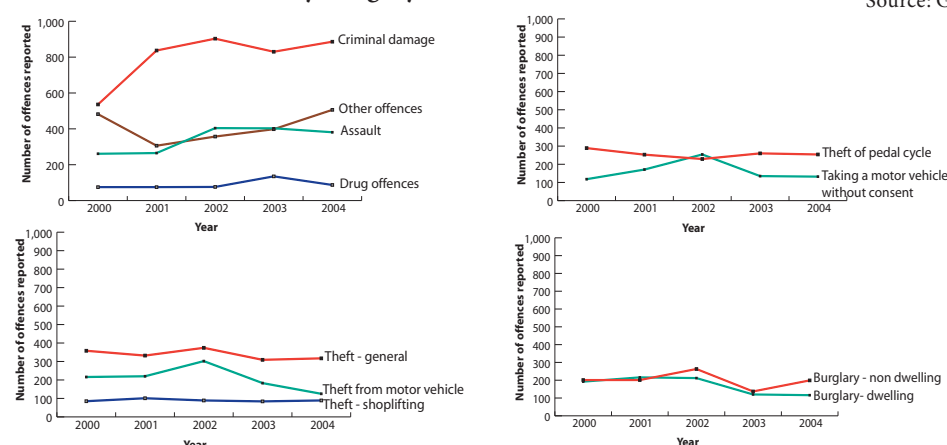 Source:
1,000
800
600
400
200
0
Number of offences reported
Criminal damage
Other offences
Assault
Drug offences
2000 2001 2002 2003 2004
Year
1,000
900
800
700
600
500
400
300
200
100
0
Number of offences reported
Theft of pedal cycle
Taking a motor vehicle
without consent
2000 2001 2002 2003 2004
Year
1,000
900
800
700
600
500
400
300
200
100
0
Number of offences reported
Theft - general
Theft from motor vehicle
Theft - shoplifting
2000 2001 2002 2003 2004
Year
1,000
900
800
700
600
500
400
300
200
100
0
Number of offences reported
Burglary - non dwelling
Burglary- dwelling
2000 2001 2002 2003 2004
Year